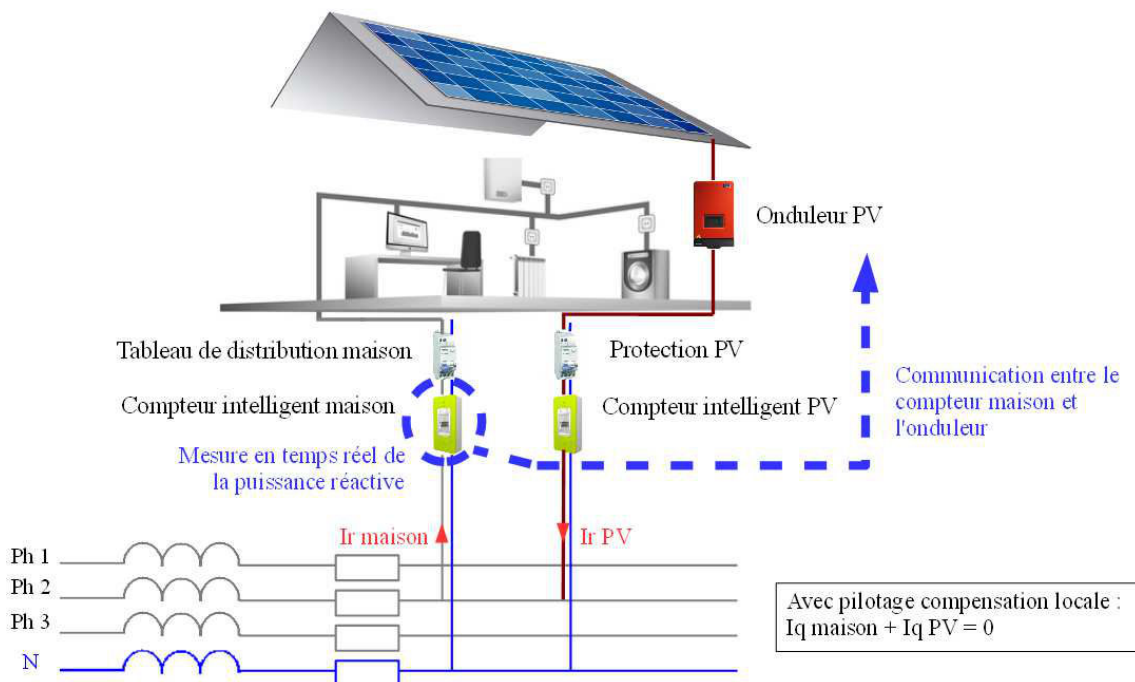 Onduleur PV
Tableau de distribution maison
Protection PV
Compteur intelligent maison
Compteur intelligent PV
Communication entre le
compteur maison et
l'onduleur
Mesure en temps réel de
la puissance réactive
Ir maison
Ir PV
Ph 1
Ph 2
Ph 3
N
Avec pilotage compensation locale :
Iq maison + Iq PV = 0